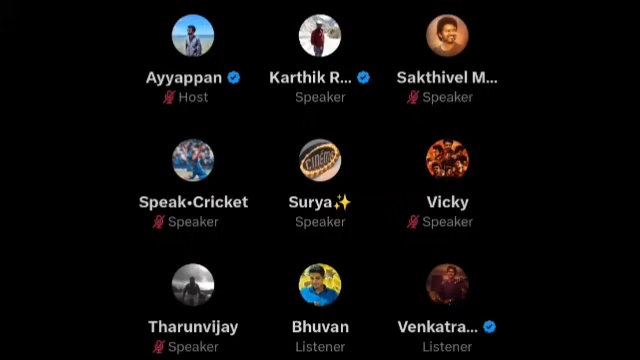 Ayyappan Karthik R... Sakthivel M...
Host Speaker Speaker
CINÉMA
Speak•Cricket Surya✨ Vicky
Speaker Speaker Speaker
Tharunvijay Bhuvan Venkatra...
Speaker Listener Listener